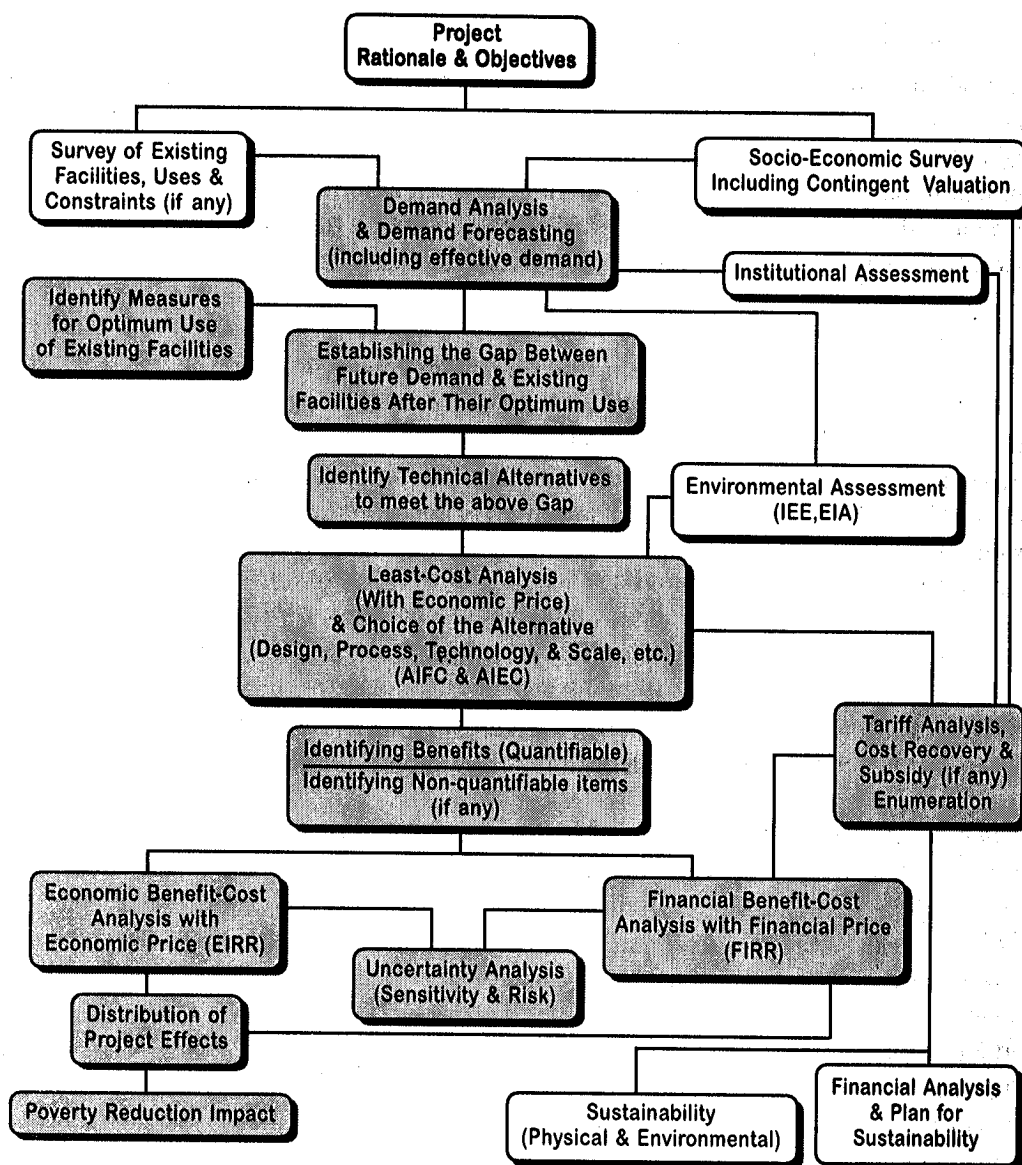 Project
Rationale & Objectives
Survey of Existing
Facilities, Uses &
Constraints (if any)
Socio-Economic Survey
Including Contingent Valuation
Demand Analysis
& Demand Forecasting
(including effective demand)
Institutional Assessment
Identify Measures
for Optimum Use
of Existing Facilities
Establishing the Gap Between
Future Demand & Existing
Facilities After Their Optimum Use
Identify Technical Alternatives
to meet the above Gap
Environmental Assessment
(IEE,EIA)
Least-Cost Analysis
(With Economic Price)
& Choice of the Alternative
(Design, Process, Technology, & Scale, etc.)
(AIFC & AIEC)
Tariff Analysis,
Cost Recovery &
Subsidy (if any)
Enumeration
Identifying Benefits (Quantifiable)
Identifying Non-quantifiable items
(if any)
Economic Benefit-Cost
Analysis with
Economic Price (EIRR)
Financial Benefit-Cost
Analysis with Financial Price
(FIRR)
Uncertainty Analysis
(Sensitivity & Risk)
Distribution of
Project Effects
Poverty Reduction Impact
Sustainability
(Physical & Environmental)
Financial Analysis
& Plan for
Sustainability